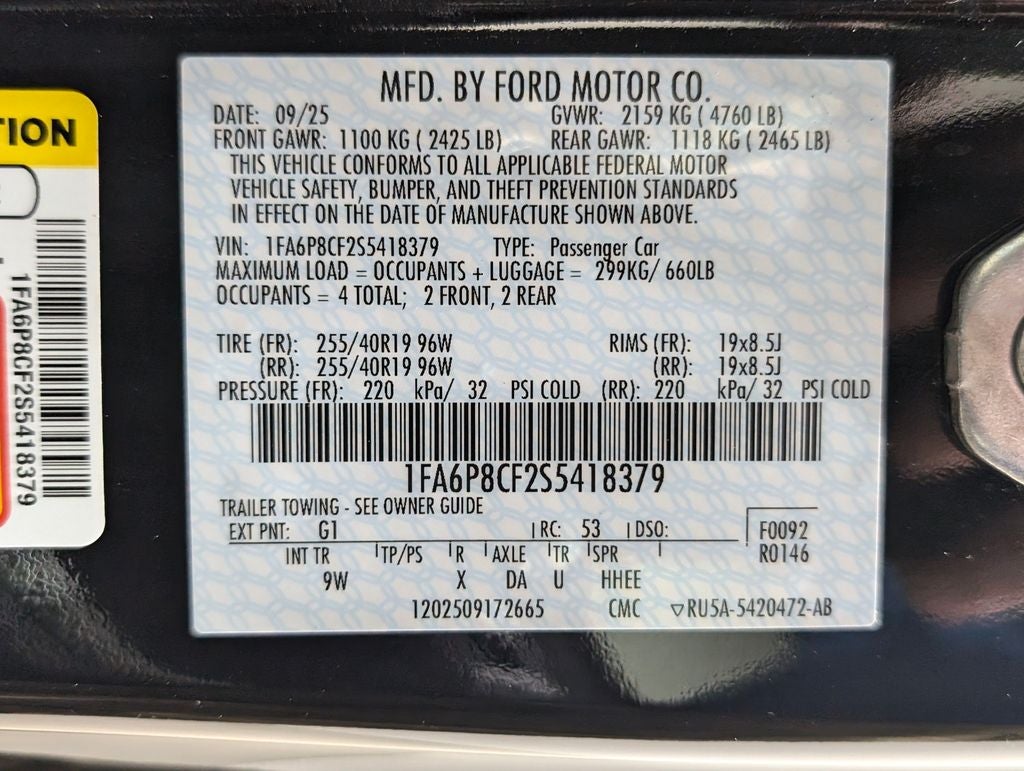 TION
1FA6P8CF2S5418379
MFD. BY FORD MOTOR CO.
DATE: 09/25 GVWR: 2159 KG ( 4760 LB)
FRONT GAWR: 1100 KG ( 2425 LB) REAR GAWR: 1118 KG ( 2465 LB)
THIS VEHICLE CONFORMS TO ALL APPLICABLE FEDERAL MOTOR
VEHICLE SAFETY, BUMPER, AND THEFT PREVENTION STANDARDS
IN EFFECT ON THE DATE OF MANUFACTURE SHOWN ABOVE.
VIN: 1FA6P8CF2S5418379 TYPE: Passenger Car
MAXIMUM LOAD = OCCUPANTS + LUGGAGE = 299KG/ 660LB
OCCUPANTS = 4 TOTAL; 2 FRONT, 2 REAR
TIRE (FR): 255/40R19 96W RIMS (FR): 19x8.5J
(RR): 255/40R19 96W (RR): 19x8.5J
PRESSURE (FR): 220 kPa/ 32 PSI COLD (RR): 220 kPa/ 32 PSI COLD
1FA6P8CF2S5418379
TRAILER TOWING - SEE OWNER GUIDE
EXT PNT: G1 RC: 53 DSO: F0092
INT TR TP/PS R AXLE TR SPR R0146
9W X DA U HHEE
1202509172665 CMC ▽RU5A-5420472-AB